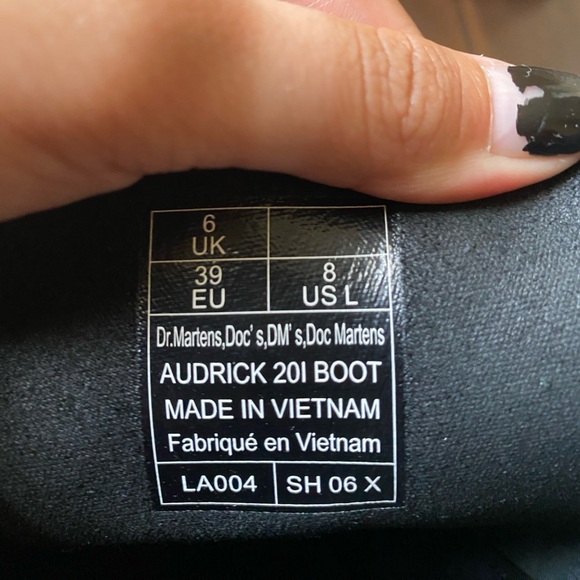 6
UK
39
EU
8
US L
Dr.Martens,Doc's,DM's,Doc Martens
AUDRICK 20I BOOT
MADE IN VIETNAM
Fabriqué en Vietnam
LA004
SH 06 X